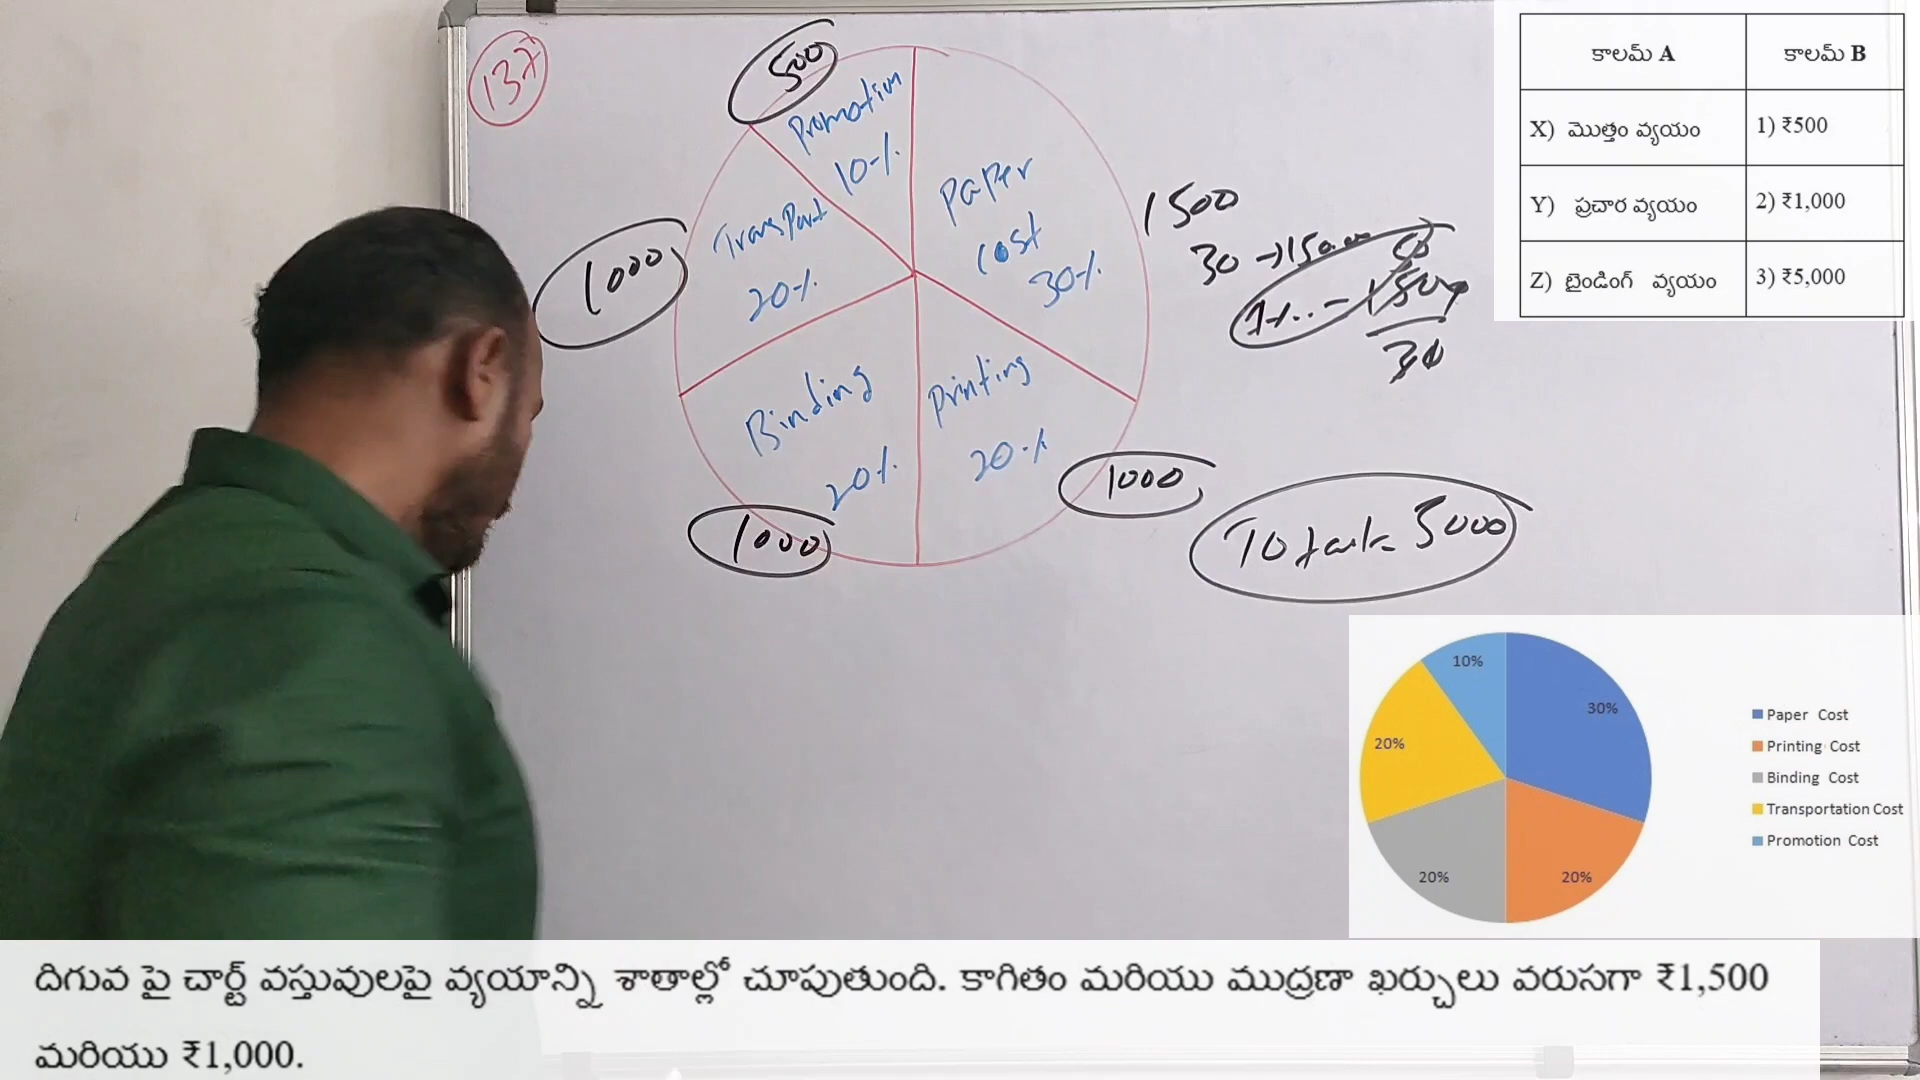 137
500
Promotion
10%
Paper
cost
30%
1500
30 → 1500
50
1500
30
Transport
20%
1000
Binding
20%
1000
Printing
20%
1000
Total = 5000
కాలమ్ A కాలమ్ B
X) మొత్తం వ్యయం 1) ₹500
Y) ప్రచార వ్యయం 2) ₹1,000
Z) బైండింగ్ వ్యయం 3) ₹5,000
10%
30%
20%
20%
20%
Paper Cost
Printing Cost
Binding Cost
Transportation Cost
Promotion Cost
దిగువ పై చార్ట్ వస్తువులపై వ్యయాన్ని శాతాల్లో చూపుతుంది. కాగితం మరియు ముద్రణా ఖర్చులు వరుసగా ₹1,500
మరియు ₹1,000.